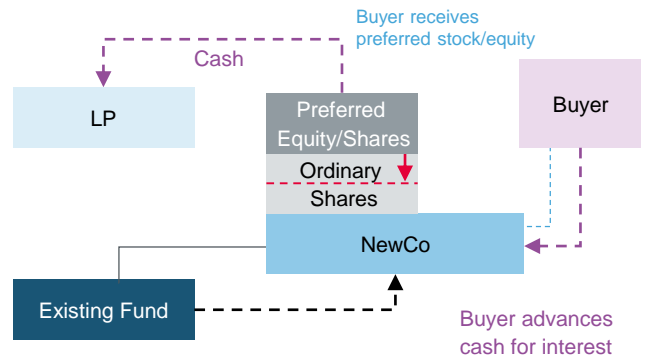 Buyer receives
preferred stock/equity
Cash
LP
Preferred
Equity/Shares
Buyer
Ordinary
Shares
NewCo
Existing Fund
Buyer advances
cash for interest